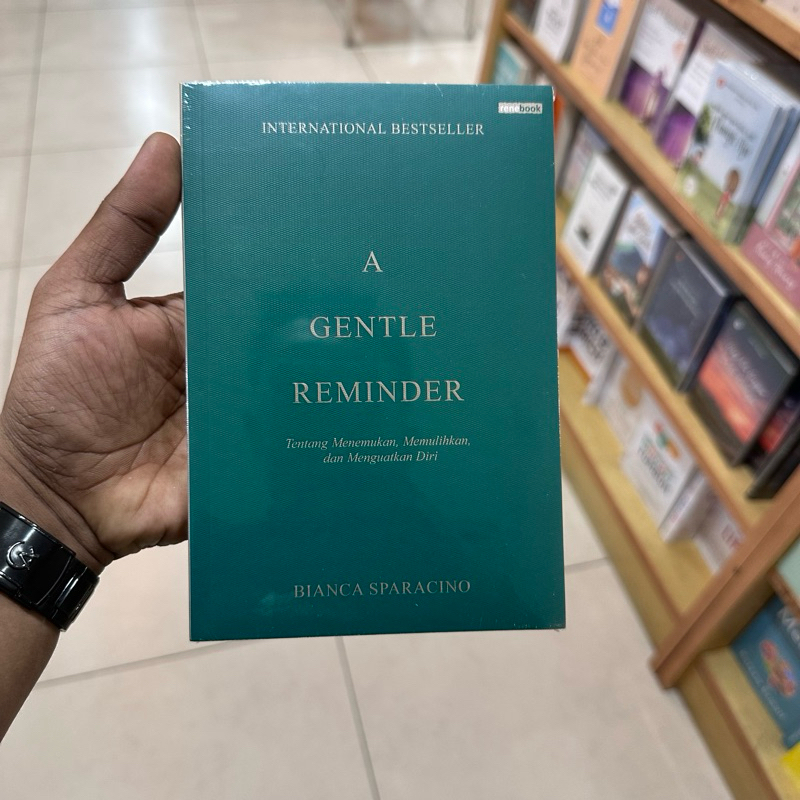 renebook
INTERNATIONAL BESTSELLER
A
GENTLE
REMINDER
Tentang Menemukan, Memulihkan,
dan Menguatkan Diri
BIANCA SPARACINO